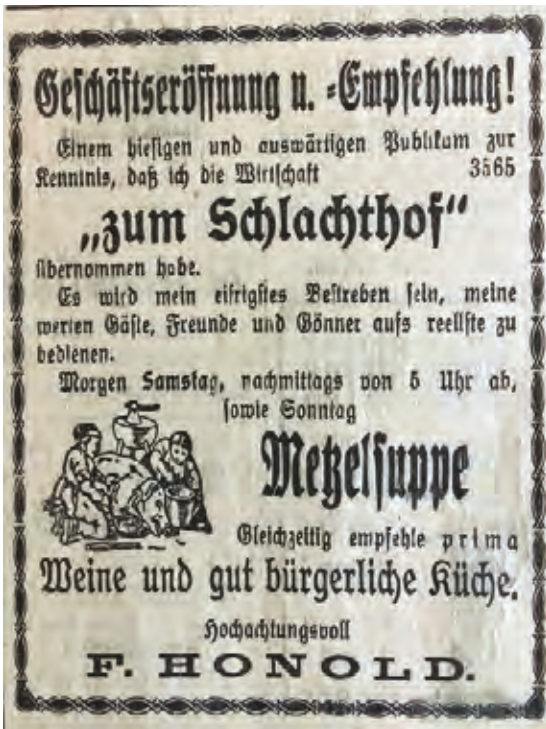 Geschäftseröffnung u. =Empfehlung!
Einem hiesigen und auswärtigen Publikum zur
Kenntnis, daß ich die Wirtschaft 3565
„zum Schlachthof“
übernommen habe.
Es wird mein eifrigstes Bestreben sein, meine
werten Gäste, Freunde und Gönner aufs reellste zu
bedienen.
Morgen Samstag, nachmittags von 5 Uhr ab,
sowie Sonntag
Metzelsuppe
Gleichzeitig empfehle prima
Weine und gut bürgerliche Küche.
Hochachtungsvoll
F. HONOLD.